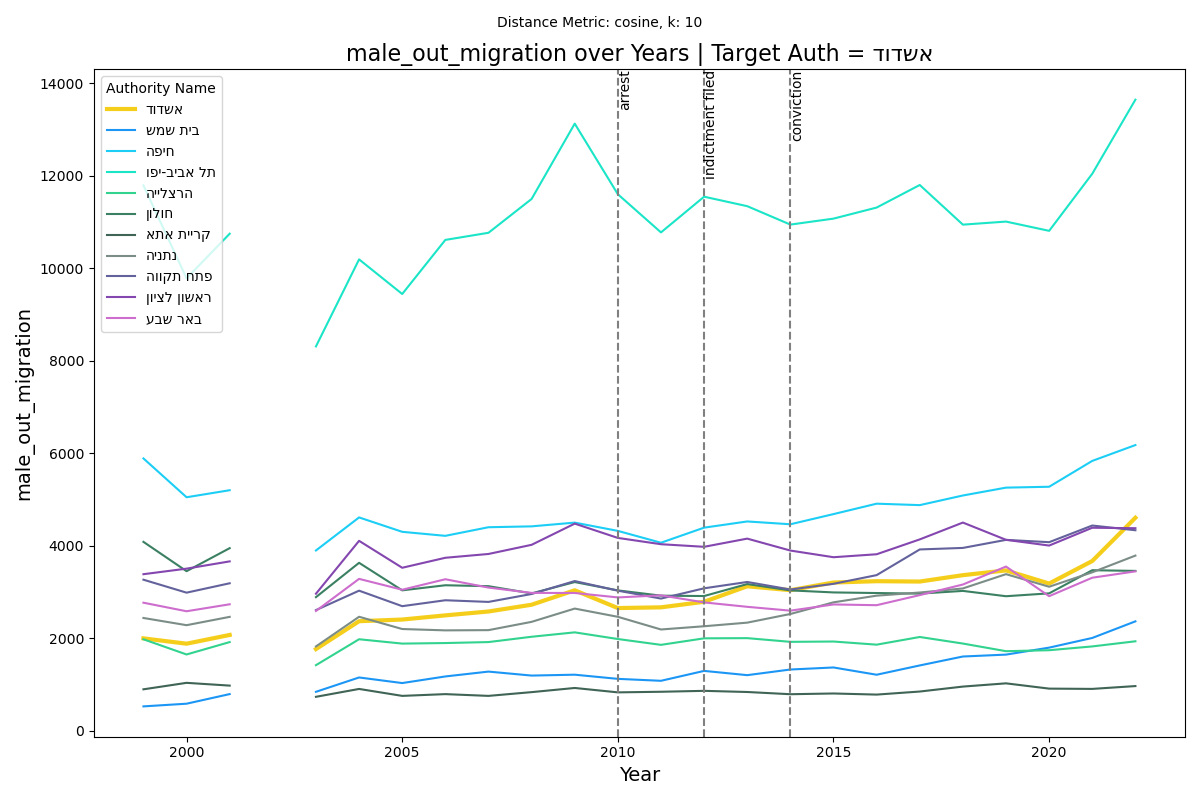 Distance Metric: cosine, k: 10
male_out_migration over Years | Target Auth = אשדוד
Authority Name
אשדוד
בית שמש
חיפה
תל אביב-יפו
הרצלייה
חולון
קריית אתא
נתניה
פתח תקווה
ראשון לציון
באר שבע
arrest
indictment filed
conviction
male_out_migration
14000
12000
10000
8000
6000
4000
2000
0
2000
2005
2010
2015
2020
Year